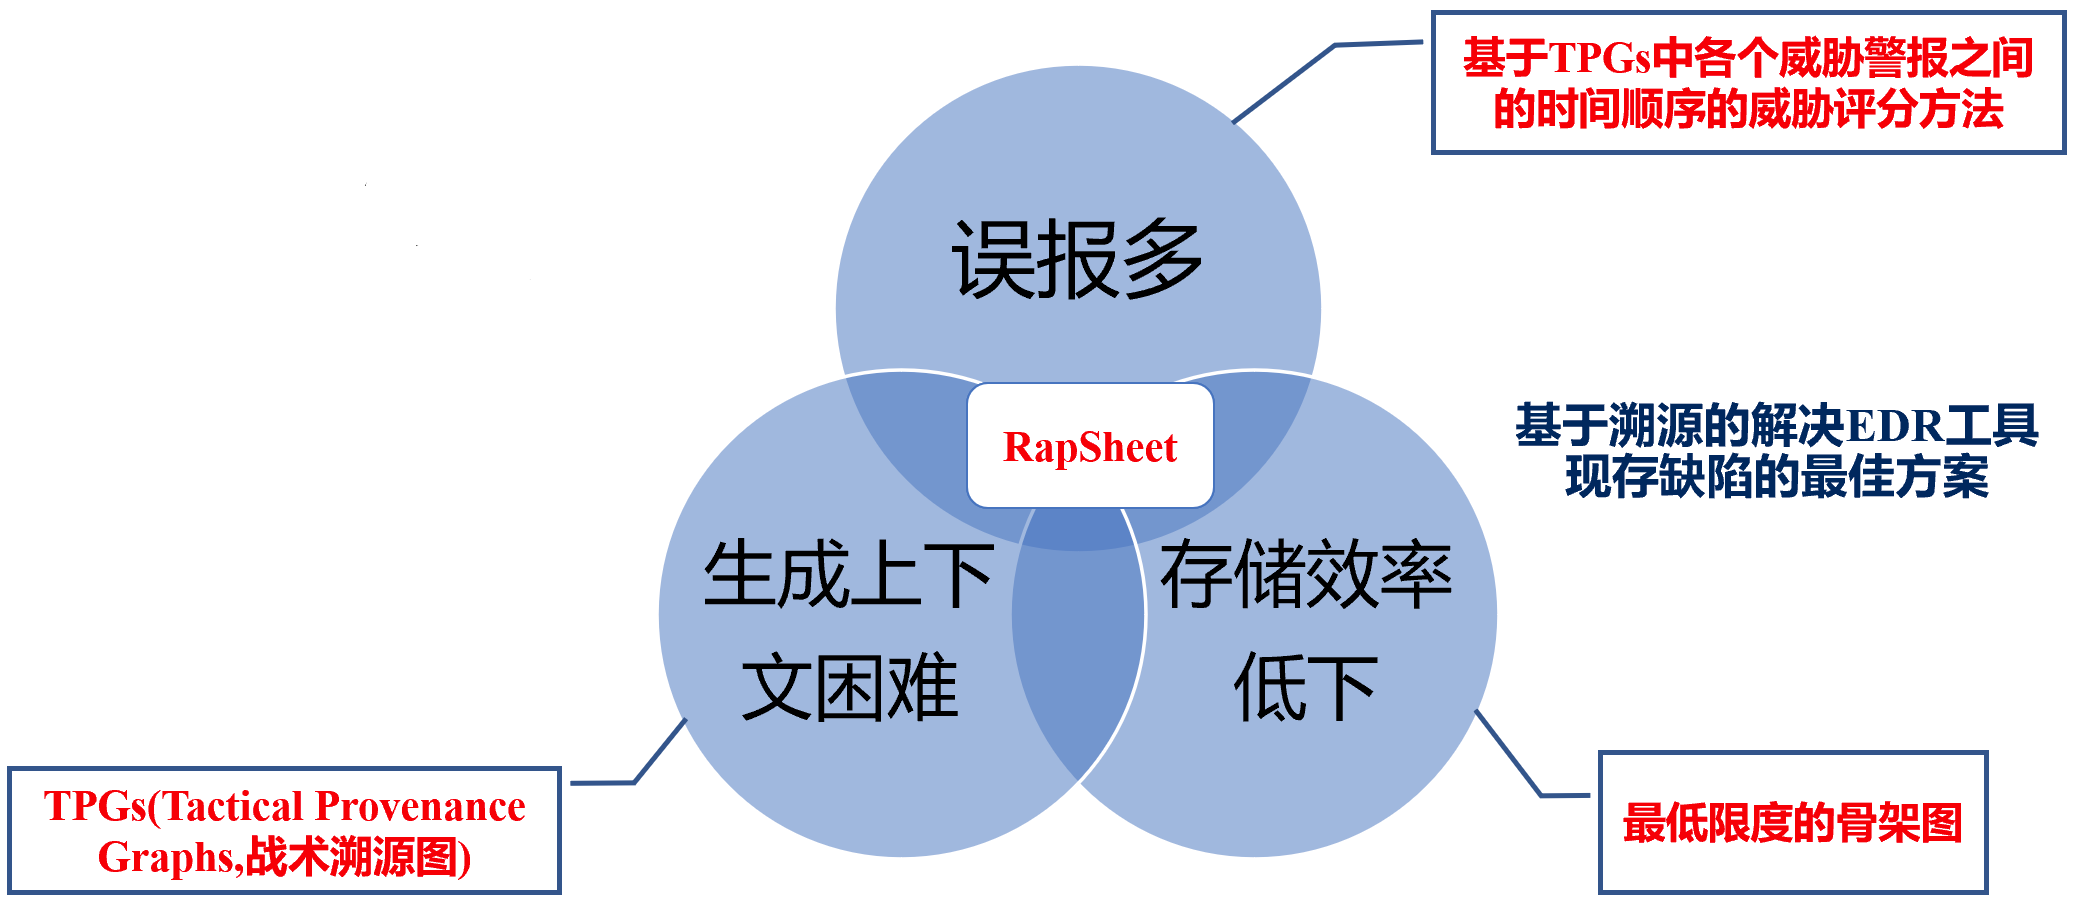 基于TPGs中各个威胁警报之间
的时间顺序的威胁评分方法
误报多
RapSheet
基于溯源的解决EDR工具
现存缺陷的最佳方案
生成上下
文困难
存储效率
低下
TPGs(Tactical Provenance
Graphs,战术溯源图)
最低限度的骨架图